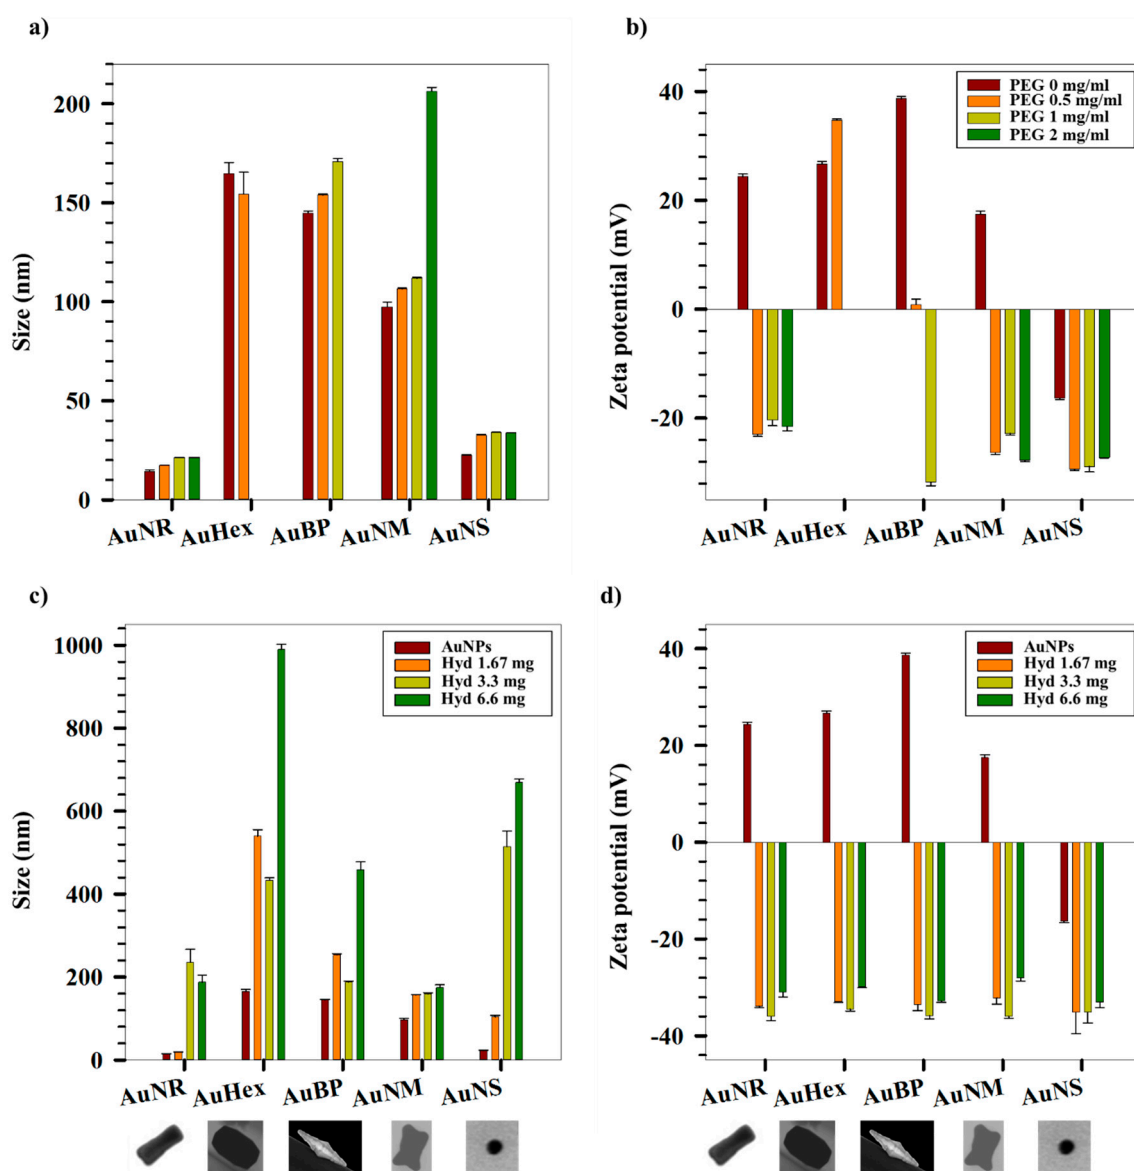 a)
Size (nm)
200
150
100
50
0
AuNR AuHex AuBP AuNM AuNS
b)
Zeta potential (mV)
40
20
0
-20
PEG 0 mg/ml
PEG 0.5 mg/ml
PEG 1 mg/ml
PEG 2 mg/ml
AuNR AuHex AuBP AuNM AuNS
c)
Size (nm)
1000
800
600
400
200
0
AuNPs
Hyd 1.67 mg
Hyd 3.3 mg
Hyd 6.6 mg
AuNR AuHex AuBP AuNM AuNS
d)
Zeta potential (mV)
40
20
0
-20
-40
AuNPs
Hyd 1.67 mg
Hyd 3.3 mg
Hyd 6.6 mg
AuNR AuHex AuBP AuNM AuNS